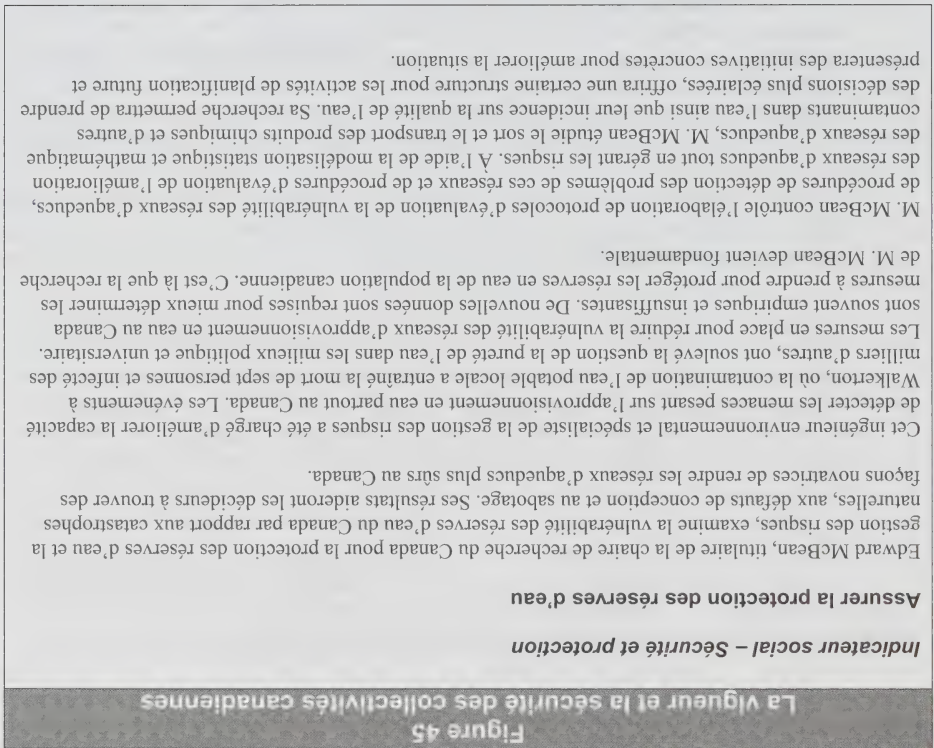 Figure 45
La vigueur et la sécurité des collectivités canadiennes
Indicateur social – Sécurité et protection
Assurer la protection des réserves d'eau
Edward McBean, titulaire de la chaire de recherche du Canada pour la protection des réserves d'eau et la
gestion des risques, examine la vulnérabilité des réserves d'eau du Canada par rapport aux catastrophes
naturelles, aux défauts de conception et au sabotage. Ses résultats aideront les décideurs à trouver des
façons novatrices de rendre les réseaux d'aqueducs plus sûrs au Canada.
Cet ingénieur environnemental et spécialiste de la gestion des risques a été chargé d'améliorer la capacité
de détecter les menaces pesant sur l'approvisionnement en eau partout au Canada. Les événements à
Walkerton, où la contamination de l'eau potable locale a entraîné la mort de sept personnes et infecté des
milliers d'autres, ont soulevé la question de la pureté de l'eau dans les milieux politique et universitaire.
Les mesures en place pour réduire la vulnérabilité des réseaux d'approvisionnement en eau au Canada
sont souvent empiriques et insuffisantes. De nouvelles données sont requises pour mieux déterminer les
mesures à prendre pour protéger les réserves en eau de la population canadienne. C'est là que la recherche
de M. McBean devient fondamentale.
M. McBean contrôle l'élaboration de protocoles d'évaluation de la vulnérabilité des réseaux d'aqueducs,
de procédures de détection des problèmes de ces réseaux et de procédures d'évaluation de l'amélioration
des réseaux d'aqueducs tout en gérant les risques. À l'aide de la modélisation statistique et mathématique
des réseaux d'aqueducs, M. McBean étudie le sort et le transport des produits chimiques et d'autres
contaminants dans l'eau ainsi que leur incidence sur la qualité de l'eau. Sa recherche permettra de prendre
des décisions plus éclairées, offrira une certaine structure pour les activités de planification future et
présentera des initiatives concrètes pour améliorer la situation.